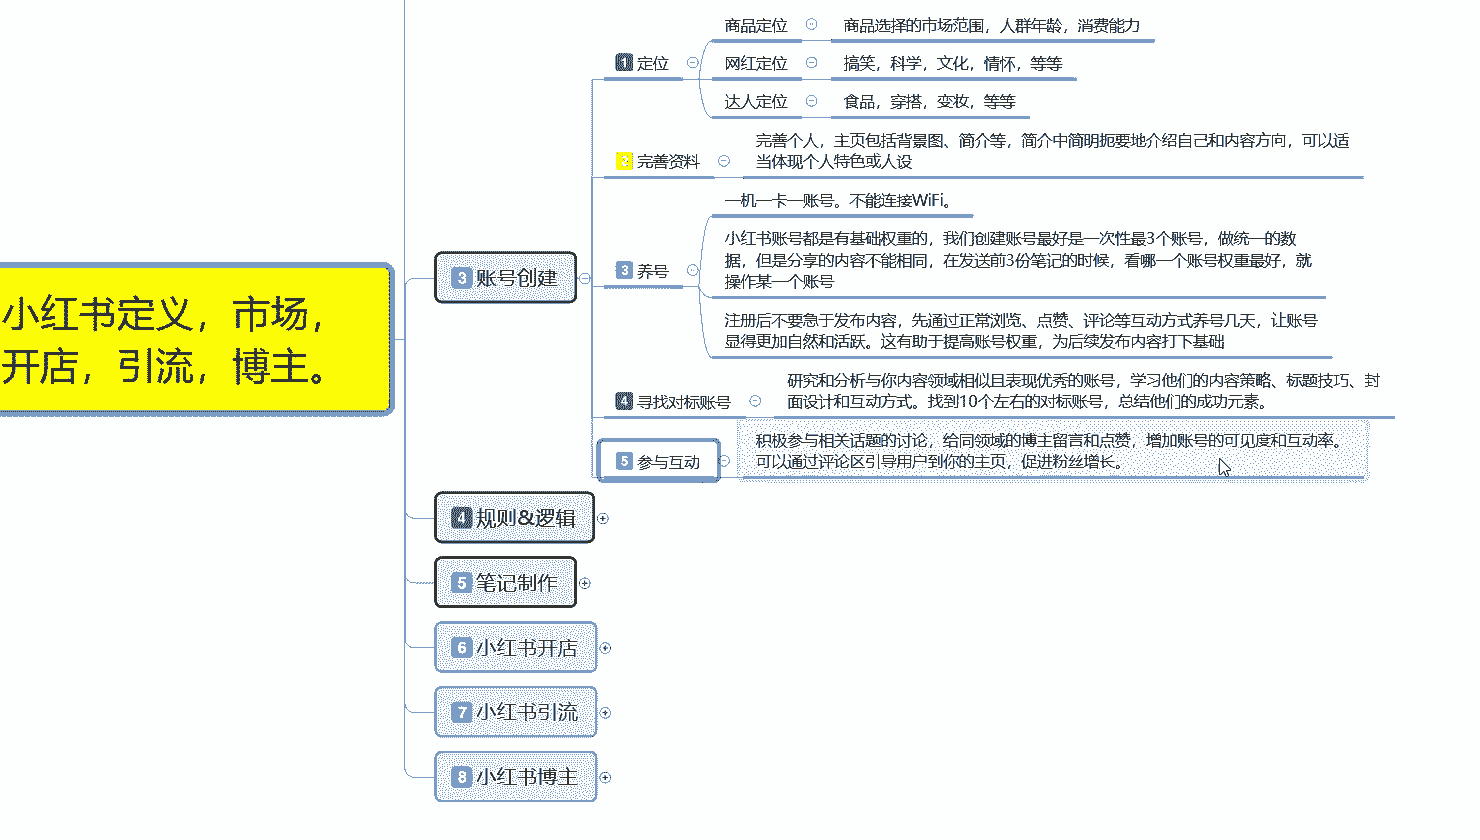 小红书定义，市场，
开店，引流，博主。
3 账号创建
1 定位
商品定位
商品选择的市场范围，人群年龄，消费能力
网红定位
搞笑，科学，文化，情怀，等等
达人定位
食品，穿搭，变妆，等等
2 完善资料
完善个人，主页包括背景图、简介等，简介中简明扼要地介绍自己和内容方向，可以适
当体现个人特色或人设
3 养号
一机一卡一账号。不能连接WiFi。
小红书账号都是有基础权重的，我们创建账号最好是一次性最3个账号，做统一的数
据，但是分享的内容不能相同，在发送前3份笔记的时候，看哪一个账号权重最好，就
操作某一个账号
注册后不要急于发布内容，先通过正常浏览、点赞、评论等互动方式养号几天，让账号
显得更加自然和活跃。这有助于提高账号权重，为后续发布内容打下基础
4 寻找对标账号
研究和分析与你内容领域相似且表现优秀的账号，学习他们的内容策略、标题技巧、封
面设计和互动方式。找到10个左右的对标账号，总结他们的成功元素。
5 参与互动
积极参与相关话题的讨论，给同领域的博主留言和点赞，增加账号的可见度和互动率。
可以通过评论区引导用户到你的主页，促进粉丝增长。
4 规则&逻辑
5 笔记制作
6 小红书开店
7 小红书引流
8 小红书博主